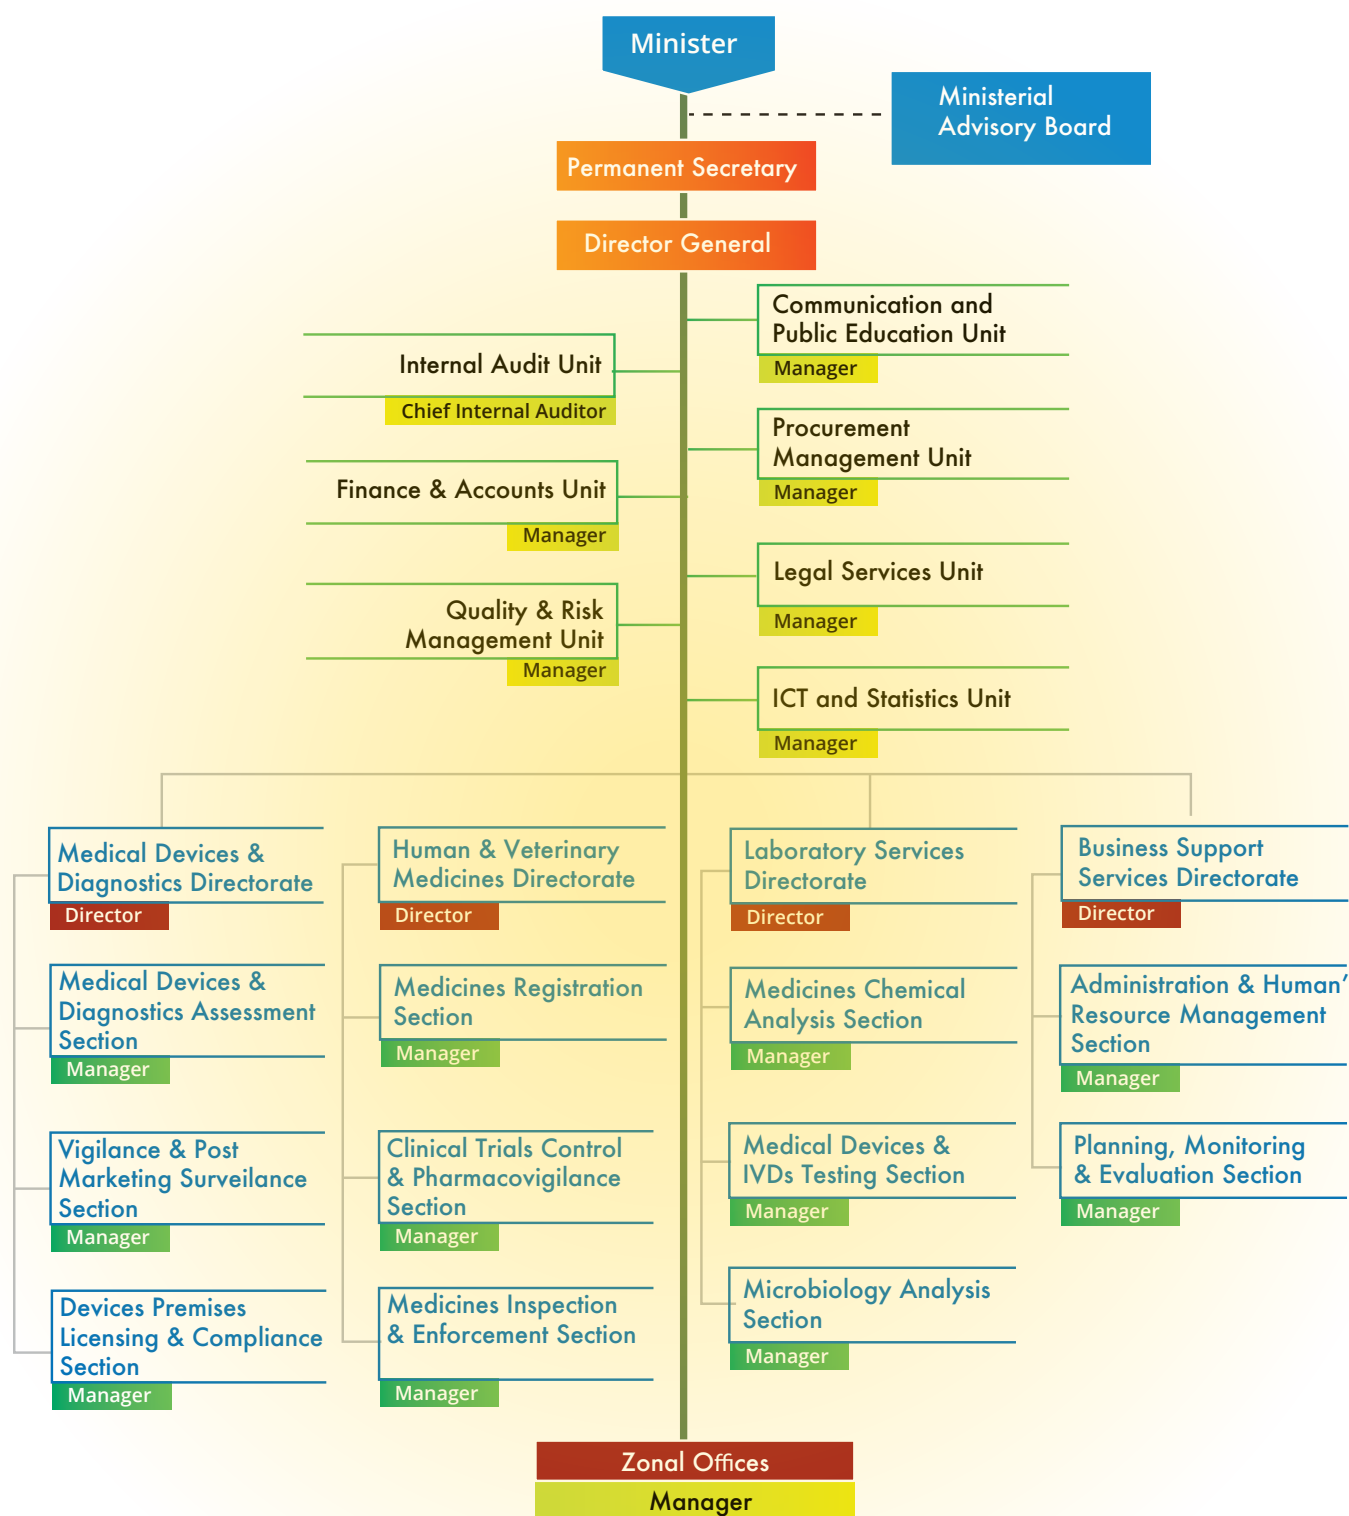 Minister
Ministerial
Advisory Board
Permanent Secretary
Director General
Communication and
Public Education Unit
Manager
Internal Audit Unit
Chief Internal Auditor
Procurement
Management Unit
Manager
Finance & Accounts Unit
Manager
Legal Services Unit
Manager
Quality & Risk
Management Unit
Manager
ICT and Statistics Unit
Manager
Medical Devices &
Diagnostics Directorate
Director
Human & Veterinary
Medicines Directorate
Director
Laboratory Services
Directorate
Director
Business Support
Services Directorate
Director
Medical Devices &
Diagnostics Assessment
Section
Manager
Medicines Registration
Section
Manager
Medicines Chemical
Analysis Section
Manager
Administration & Human’
Resource Management
Section
Manager
Vigilance & Post
Marketing Surveilance
Section
Manager
Clinical Trials Control
& Pharmacovigilance
Section
Manager
Medical Devices &
IVDs Testing Section
Manager
Planning, Monitoring
& Evaluation Section
Manager
Devices Premises
Licensing & Compliance
Section
Manager
Medicines Inspection
& Enforcement Section
Manager
Microbiology Analysis
Section
Manager
Zonal Offices
Manager